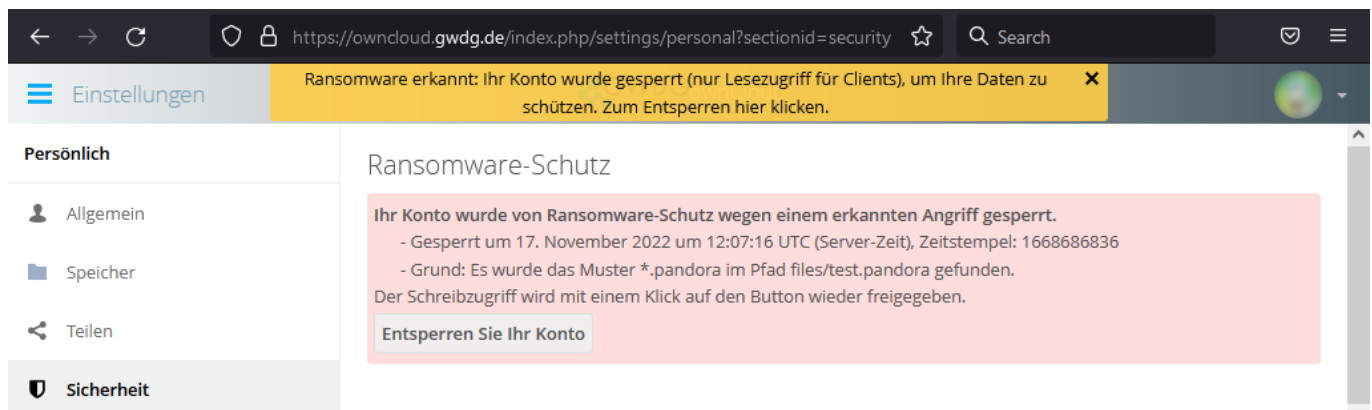 https://owncloud.gwdg.de/index.php/settings/personal?sectionid=security
Search
Einstellungen
Ransomware erkannt: Ihr Konto wurde gesperrt (nur Lesezugriff für Clients), um Ihre Daten zu
schützen. Zum Entsperren hier klicken.
Persönlich
Allgemein
Speicher
Teilen
Sicherheit
Ransomware-Schutz
Ihr Konto wurde von Ransomware-Schutz wegen einem erkannten Angriff gesperrt.
- Gesperrt um 17. November 2022 um 12:07:16 UTC (Server-Zeit), Zeitstempel: 1668686836
- Grund: Es wurde das Muster *.pandora im Pfad files/test.pandora gefunden.
Der Schreibzugriff wird mit einem Klick auf den Button wieder freigegeben.
Entsperren Sie Ihr Konto